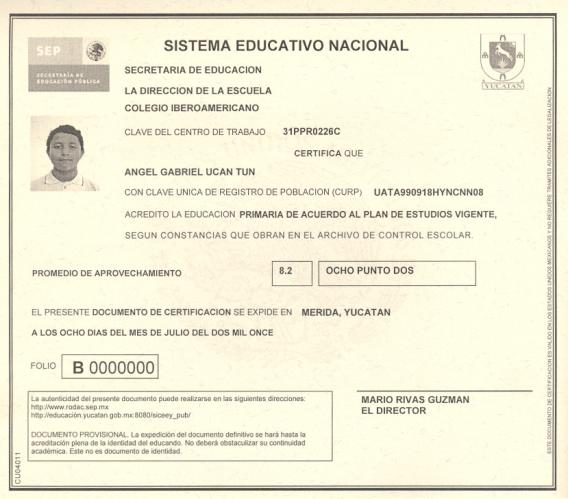 SEP
SECRETARÍA DE
EDUCACIÓN PÚBLICA
SISTEMA EDUCATIVO NACIONAL
YUCATAN
SECRETARIA DE EDUCACION
LA DIRECCION DE LA ESCUELA
COLEGIO IBEROAMERICANO
CLAVE DEL CENTRO DE TRABAJO 31PPR0226C
CERTIFICA QUE
ANGEL GABRIEL UCAN TUN
CON CLAVE UNICA DE REGISTRO DE POBLACION (CURP) UATA990918HYNCNN08
ACREDITO LA EDUCACION PRIMARIA DE ACUERDO AL PLAN DE ESTUDIOS VIGENTE,
SEGUN CONSTANCIAS QUE OBRAN EN EL ARCHIVO DE CONTROL ESCOLAR.
PROMEDIO DE APROVECHAMIENTO 8.2 OCHO PUNTO DOS
EL PRESENTE DOCUMENTO DE CERTIFICACION SE EXPIDE EN MERIDA, YUCATAN
A LOS OCHO DIAS DEL MES DE JULIO DEL DOS MIL ONCE
FOLIO B 0000000
La autenticidad del presente documento puede realizarse en las siguientes direcciones:
http://www.rodac.sep.mx
http://educación.yucatan.gob.mx:8080/siceey_pub/
DOCUMENTO PROVISIONAL. La expedición del documento definitivo se hará hasta la
acreditación plena de la identidad del educando. No deberá obstaculizar su continuidad
académica. Este no es documento de identidad.
MARIO RIVAS GUZMAN
EL DIRECTOR
CU04011
ESTE DOCUMENTO DE CERTIFICACION ES VALIDO EN LOS ESTADOS UNIDOS MEXICANOS Y NO REQUIERE TRAMITES ADICIONALES DE LEGALIZACION